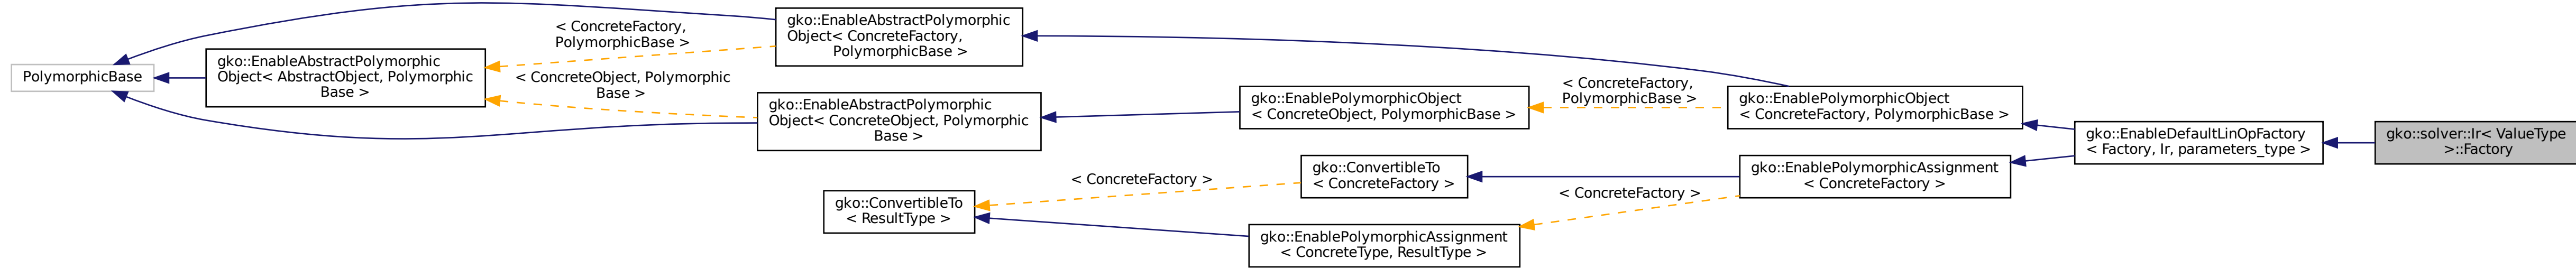 PolymorphicBase
gko::EnableAbstractPolymorphic
Object< AbstractObject, Polymorphic
Base >
< ConcreteFactory,
PolymorphicBase >
< ConcreteObject, Polymorphic
Base >
gko::EnableAbstractPolymorphic
Object< ConcreteFactory,
PolymorphicBase >
gko::EnableAbstractPolymorphic
Object< ConcreteObject, Polymorphic
Base >
gko::ConvertibleTo
< ResultType >
< ConcreteFactory >
gko::EnablePolymorphicObject
< ConcreteObject, PolymorphicBase >
gko::ConvertibleTo
< ConcreteFactory >
gko::EnablePolymorphicAssignment
< ConcreteType, ResultType >
< ConcreteFactory,
PolymorphicBase >
< ConcreteFactory >
gko::EnablePolymorphicObject
< ConcreteFactory, PolymorphicBase >
gko::EnablePolymorphicAssignment
< ConcreteFactory >
gko::EnableDefaultLinOpFactory
< Factory, Ir, parameters_type >
gko::solver::Ir< ValueType
>::Factory